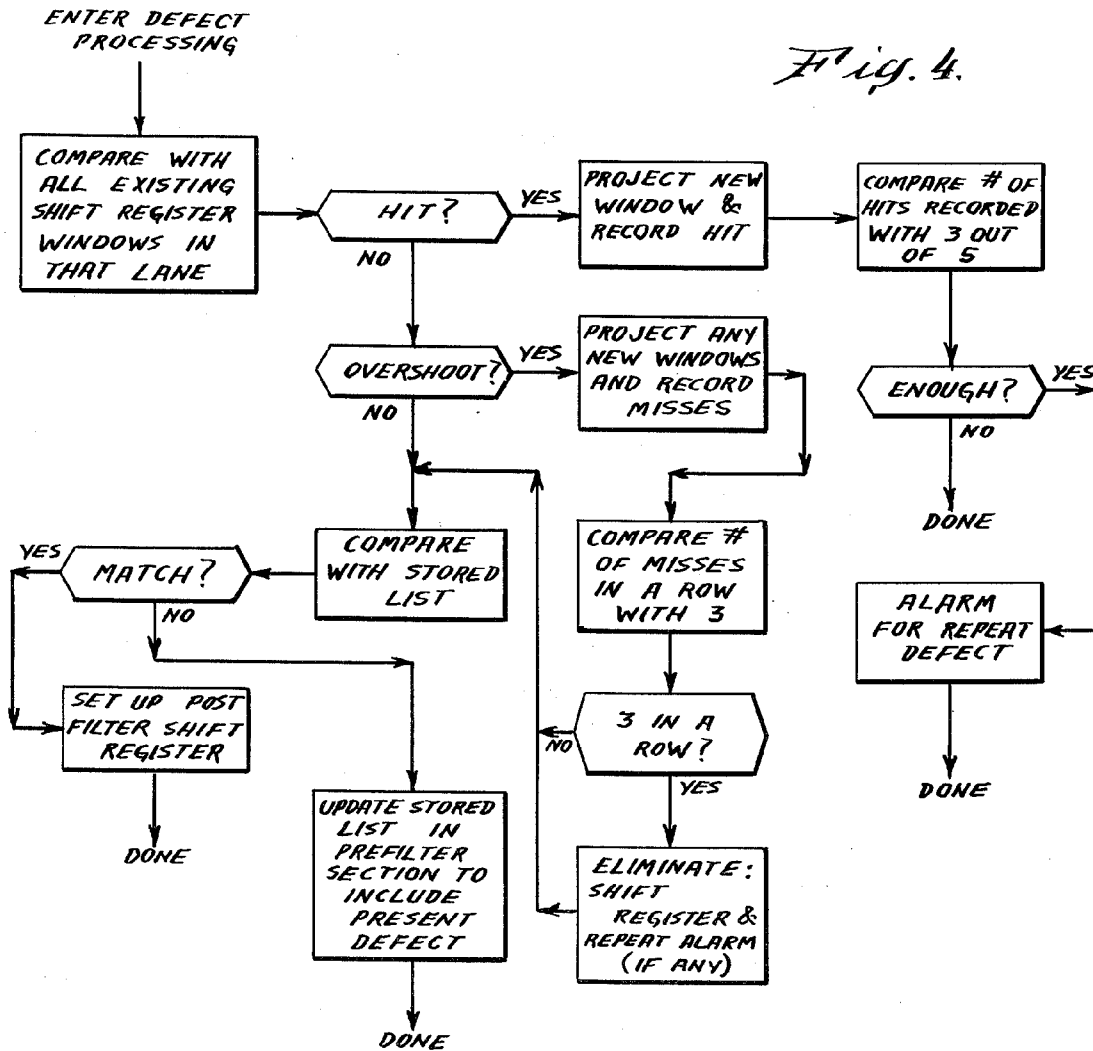 ENTER DEFECT
PROCESSING
Fig. 4.
COMPARE WITH
ALL EXISTING
SHIFT REGISTER
WINDOWS IN
THAT LANE
HIT?
YES
NO
PROJECT NEW
WINDOW &
RECORD HIT
COMPARE # OF
HITS RECORDED
WITH 3 OUT
OF 5
OVERSHOOT?
YES
NO
PROJECT ANY
NEW WINDOWS
AND RECORD
MISSES
ENOUGH?
YES
NO
DONE
COMPARE
WITH STORED
LIST
MATCH?
YES
NO
COMPARE #
OF MISSES
IN A ROW
WITH 3
ALARM
FOR REPEAT
DEFECT
DONE
SET UP POST
FILTER SHIFT
REGISTER
DONE
3 IN A
ROW?
NO
YES
UPDATE STORED
LIST IN
PREFILTER
SECTION TO
INCLUDE
PRESENT
DEFECT
DONE
ELIMINATE:
SHIFT
REGISTER &
REPEAT ALARM
(IF ANY)